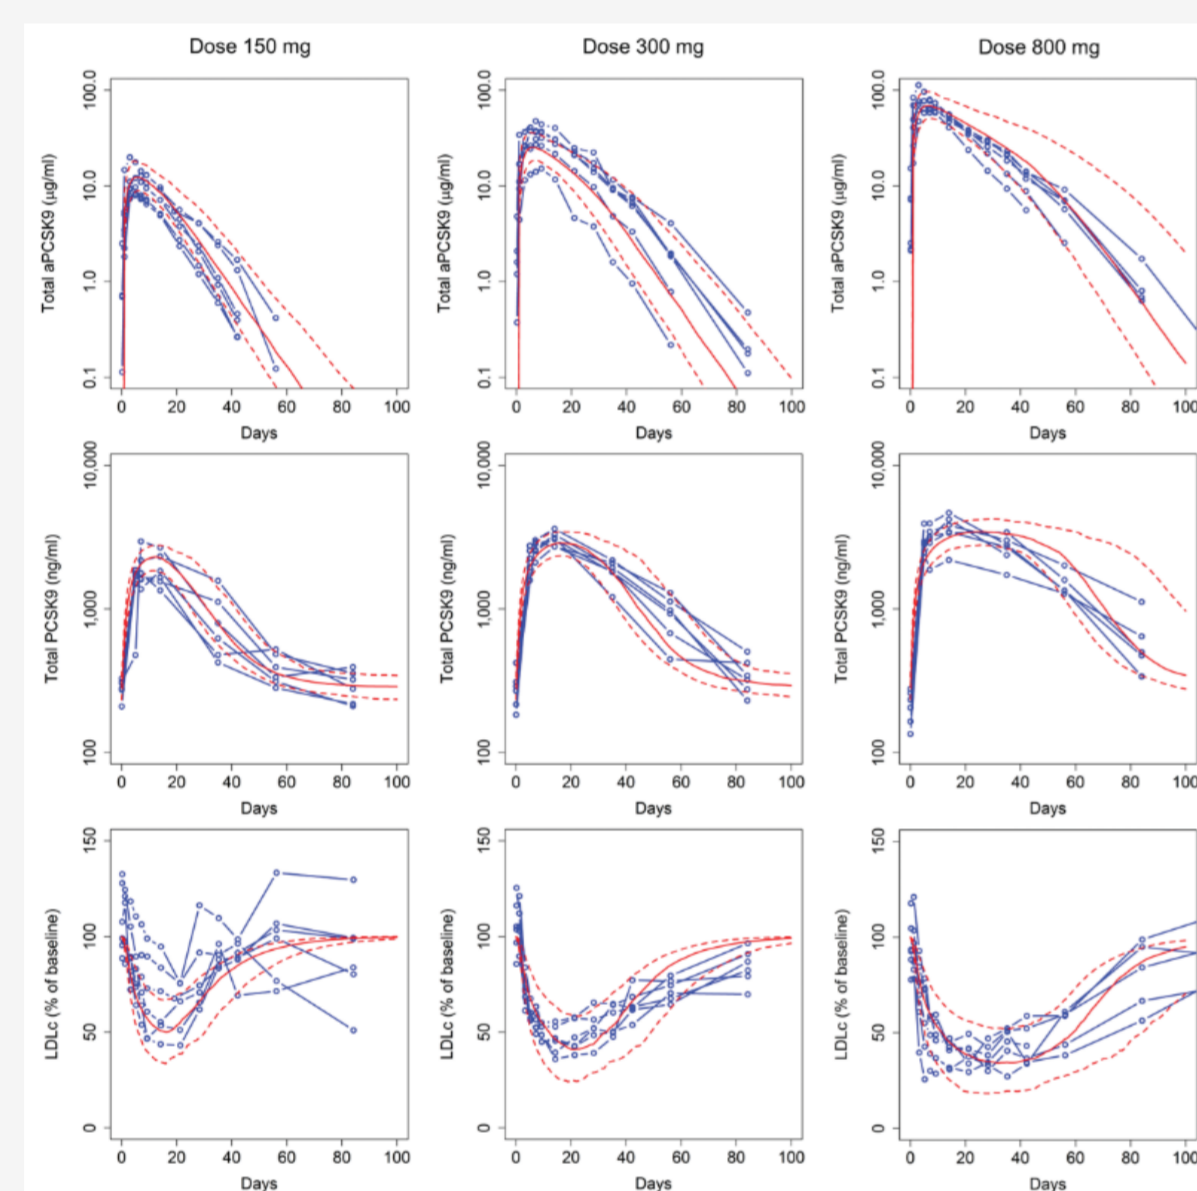 Dose 150 mg
Dose 300 mg
Dose 800 mg
Total aPCSK9 (µg/ml)
100.0
10.0
1.0
0.1
0 20 40 60 80 100
Days
Total aPCSK9 (µg/ml)
100.0
10.0
1.0
0.1
0 20 40 60 80 100
Days
Total aPCSK9 (µg/ml)
100.0
10.0
1.0
0.1
0 20 40 60 80 100
Days
Total PCSK9 (ng/ml)
10,000
1,000
100
0 20 40 60 80 100
Days
Total PCSK9 (ng/ml)
10,000
1,000
100
0 20 40 60 80 100
Days
Total PCSK9 (ng/ml)
10,000
1,000
100
0 20 40 60 80 100
Days
LDLc (% of baseline)
150
100
50
0
0 20 40 60 80 100
Days
LDLc (% of baseline)
150
100
50
0
0 20 40 60 80 100
Days
LDLc (% of baseline)
150
100
50
0
0 20 40 60 80 100
Days